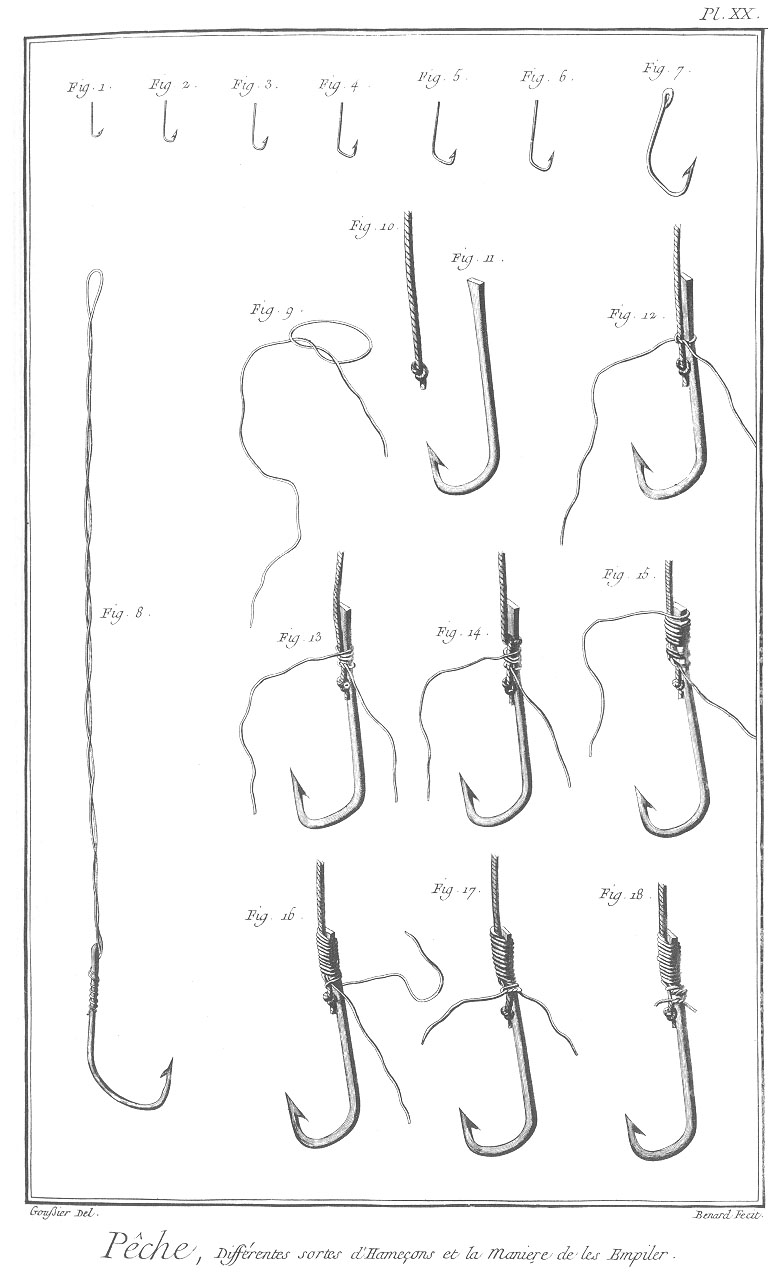 Pl. XX.
Fig. 1.
Fig. 2.
Fig. 3.
Fig. 4.
Fig. 5.
Fig. 6.
Fig. 7.
Fig. 8.
Fig. 9.
Fig. 10.
Fig. 11.
Fig. 12.
Fig. 13
Fig. 14.
Fig. 15.
Fig. 16.
Fig. 17.
Fig. 18.
Goussier Del.
Benard Fecit.
Pêche, Différentes sortes d'Hameçons et la Maniere de les Empiler.